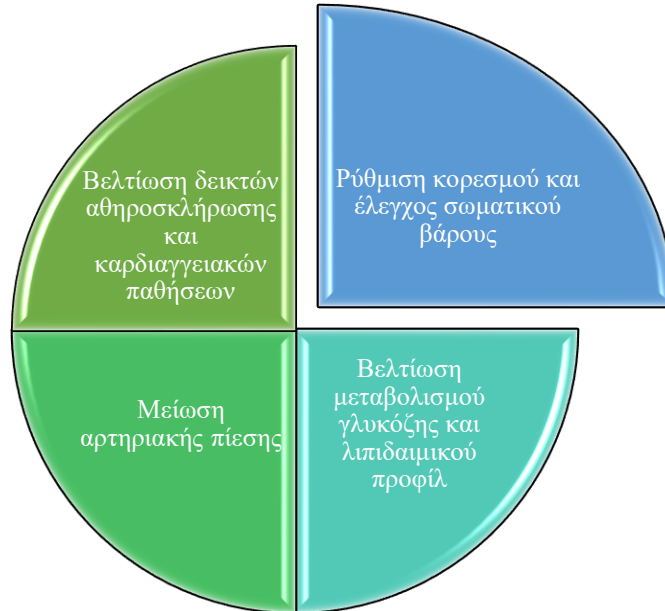 Βελτίωση δεικτών
αθηροσκλήρωσης
και
καρδιαγγειακών
παθήσεων
Ρύθμιση κορεσμού και
έλεγχος σωματικού
βάρους
Μείωση
αρτηριακής πίεσης
Βελτίωση
μεταβολισμού
γλυκόζης και
λιπιδαιμικού
προφίλ